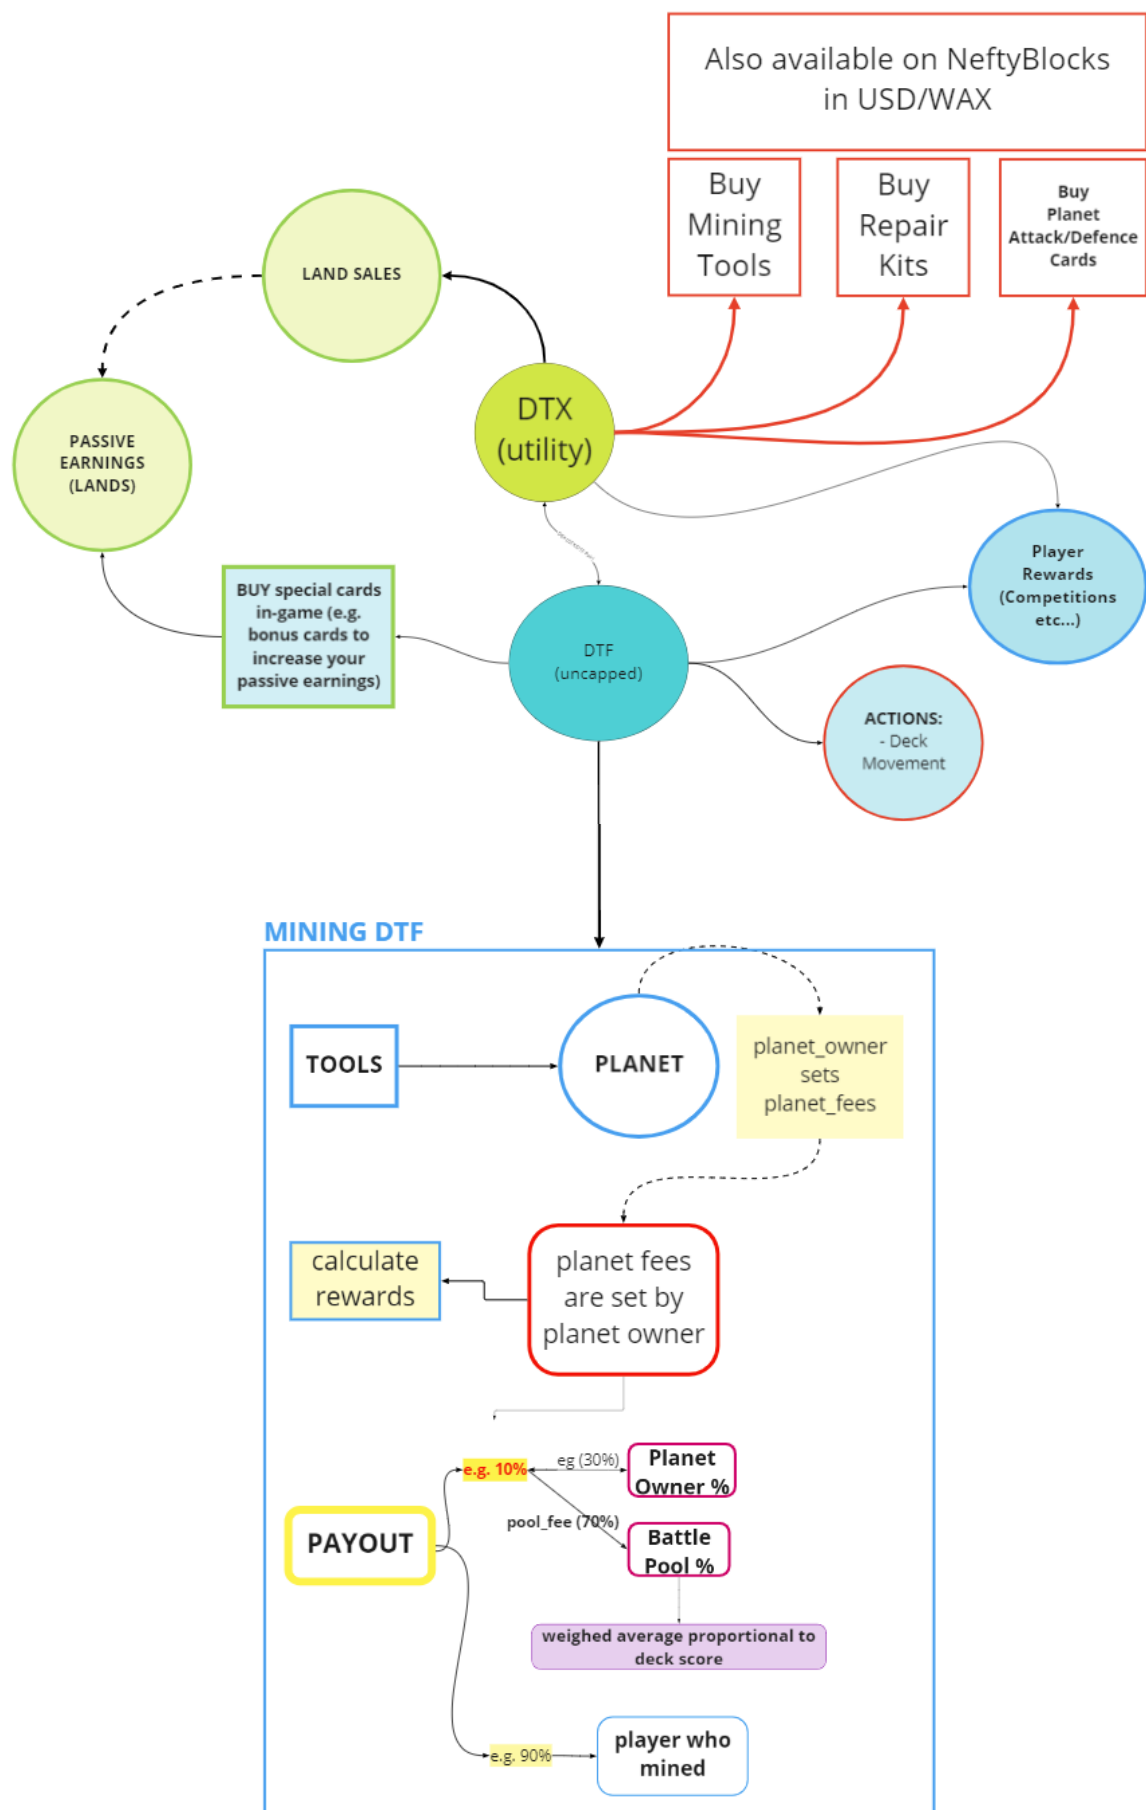 Also available on NeftyBlocks
in USD/WAX
Buy
Mining
Tools
Buy
Repair
Kits
Buy
Planet
Attack/Defence
Cards
LAND SALES
DTX
(utility)
PASSIVE
EARNINGS
(LANDS)
Player
Rewards
(Competitions
etc...)
BUY special cards
in-game (e.g.
bonus cards to
increase your
passive earnings)
DTF
(uncapped)
ACTIONS:
- Deck
Movement
MINING DTF
TOOLS
PLANET
planet_owner
sets
planet_fees
calculate
rewards
planet fees
are set by
planet owner
e.g. 10%
eg (30%)
Planet
Owner %
pool_fee (70%)
PAYOUT
Battle
Pool %
weighed average proportional to
deck score
e.g. 90%
player who
mined